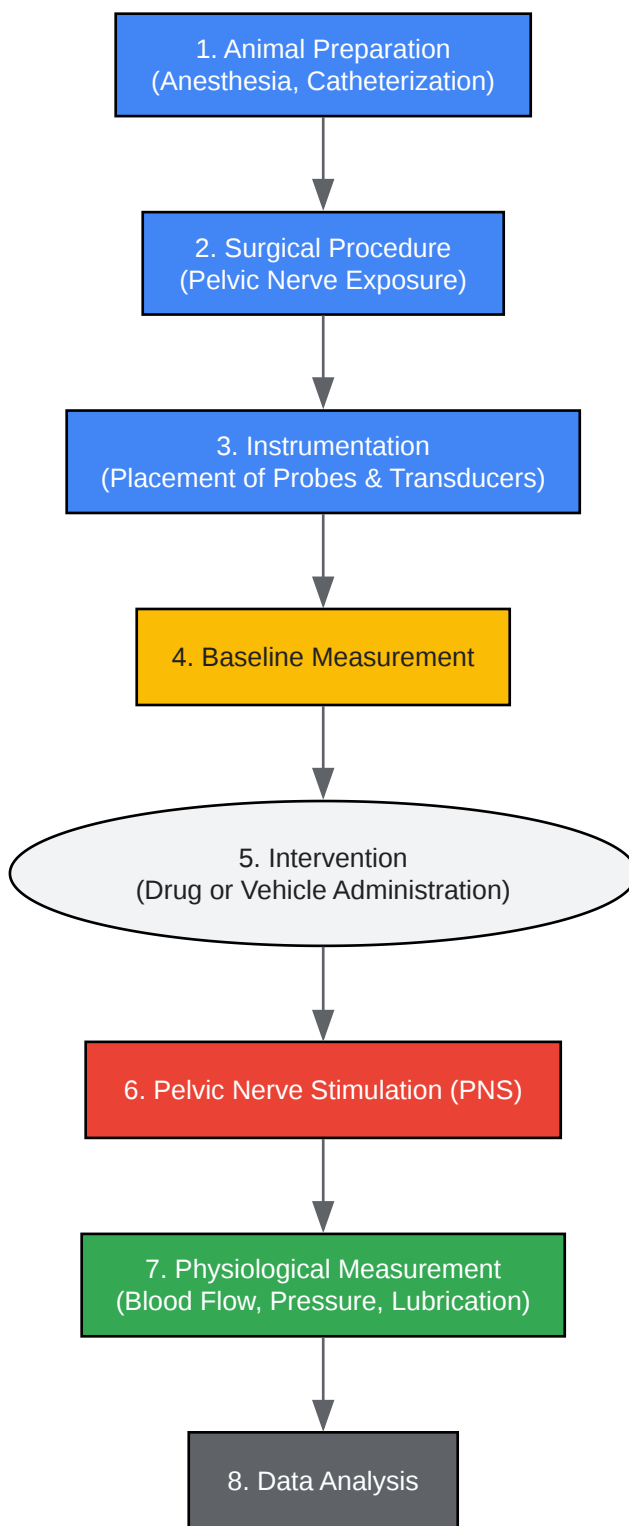 1. Animal Preparation
(Anesthesia, Catheterization)
2. Surgical Procedure
(Pelvic Nerve Exposure)
3. Instrumentation
(Placement of Probes & Transducers)
4. Baseline Measurement
5. Intervention
(Drug or Vehicle Administration)
6. Pelvic Nerve Stimulation (PNS)
7. Physiological Measurement
(Blood Flow, Pressure, Lubrication)
8. Data Analysis